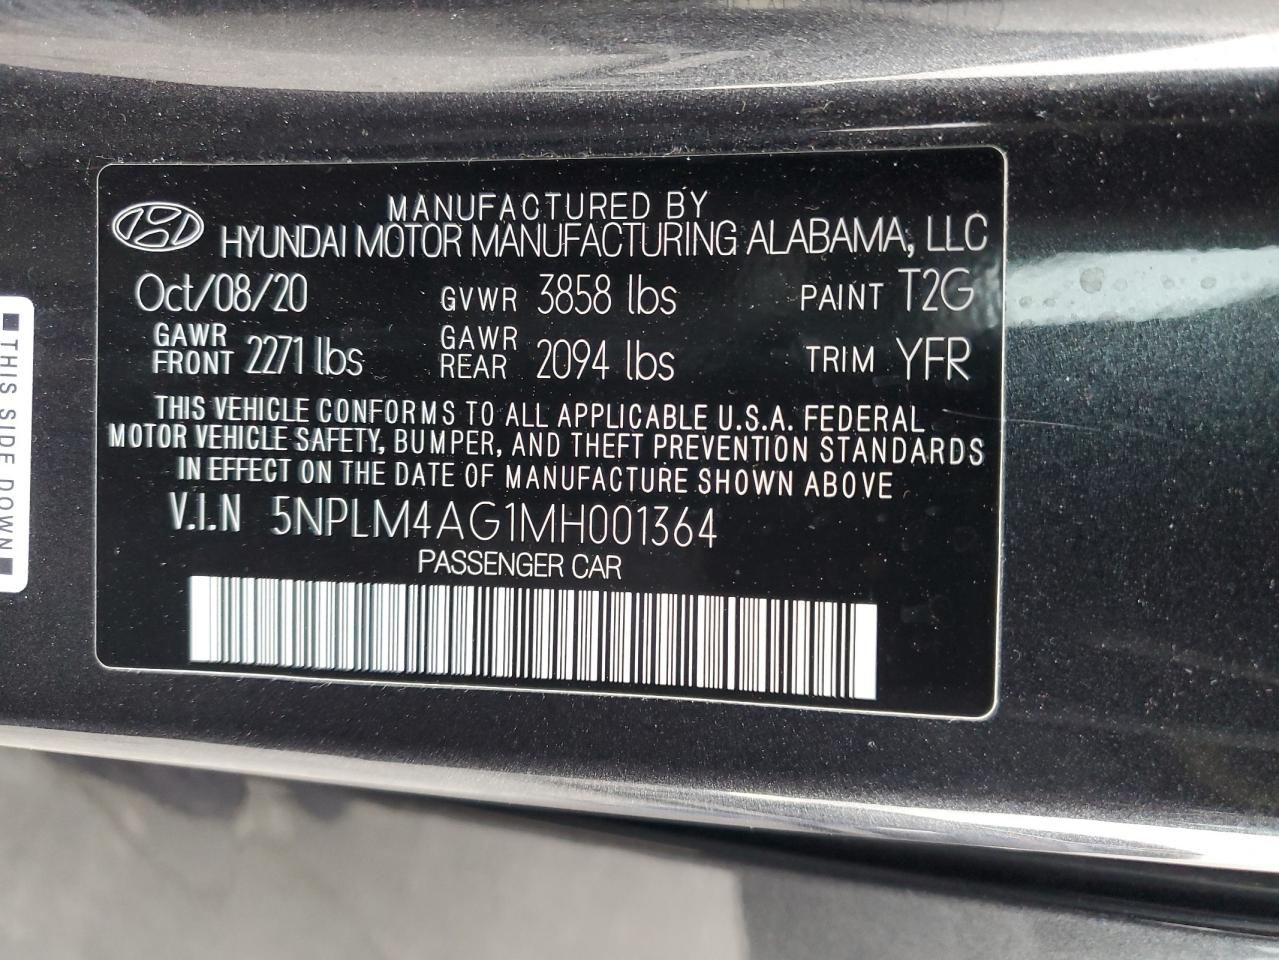 MANUFACTURED BY
HYUNDAI MOTOR MANUFACTURING ALABAMA, LLC
Oct/08/20 GVWR 3858 lbs PAINT T2G
GAWR FRONT 2271 lbs GAWR REAR 2094 lbs TRIM YFR
THIS VEHICLE CONFORMS TO ALL APPLICABLE U.S.A. FEDERAL
MOTOR VEHICLE SAFETY, BUMPER, AND THEFT PREVENTION STANDARDS
IN EFFECT ON THE DATE OF MANUFACTURE SHOWN ABOVE
V.I.N 5NPLM4AG1MH001364
PASSENGER CAR
THIS SIDE DOWN